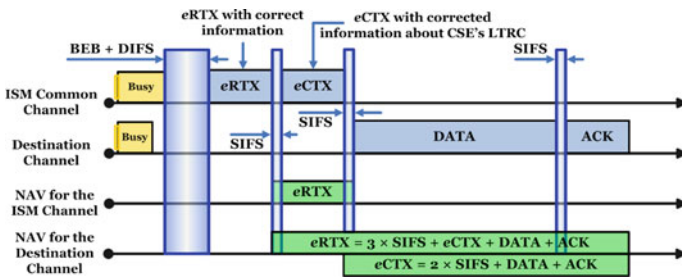 eRTX with correct
information
eCTX with corrected
information about CSE's LTRC
BEB + DIFS
SIFS
Busy
eRTX
eCTX
ISM Common
Channel
SIFS
Busy
SIFS
DATA
ACK
Destination
Channel
NAV for the
ISM Channel
eRTX
NAV for the
Destination
Channel
eRTX = 3 × SIFS + eCTX + DATA + ACK
eCTX = 2 × SIFS + DATA + ACK